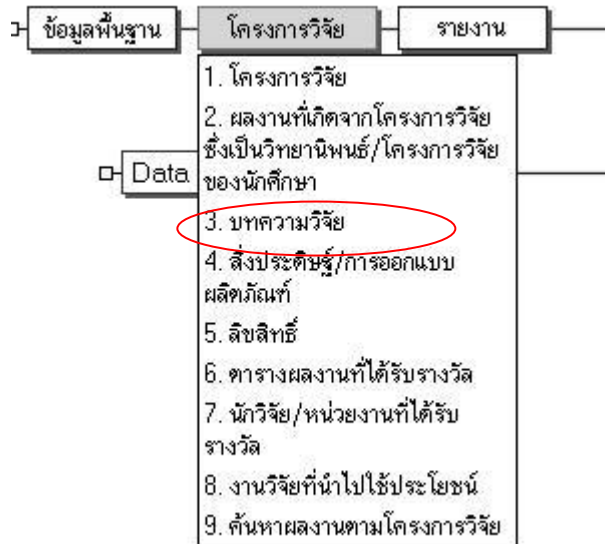 ข้อมูลพื้นฐาน
โครงการวิจัย
รายงาน
1. โครงการวิจัย
2. ผลงานที่เกิดจากโครงการวิจัย
ซึ่งเป็นวิทยานิพนธ์/โครงการวิจัย
ของนักศึกษา
Data
3. บทความวิจัย
4. สิ่งประดิษฐ์/การออกแบบ
ผลิตภัณฑ์
5. ลิขสิทธิ์
6. ตารางผลงานที่ได้รับรางวัล
7. นักวิจัย/หน่วยงานที่ได้รับ
รางวัล
8. งานวิจัยที่นำไปใช้ประโยชน์
9. ค้นหาผลงานตามโครงการวิจัย